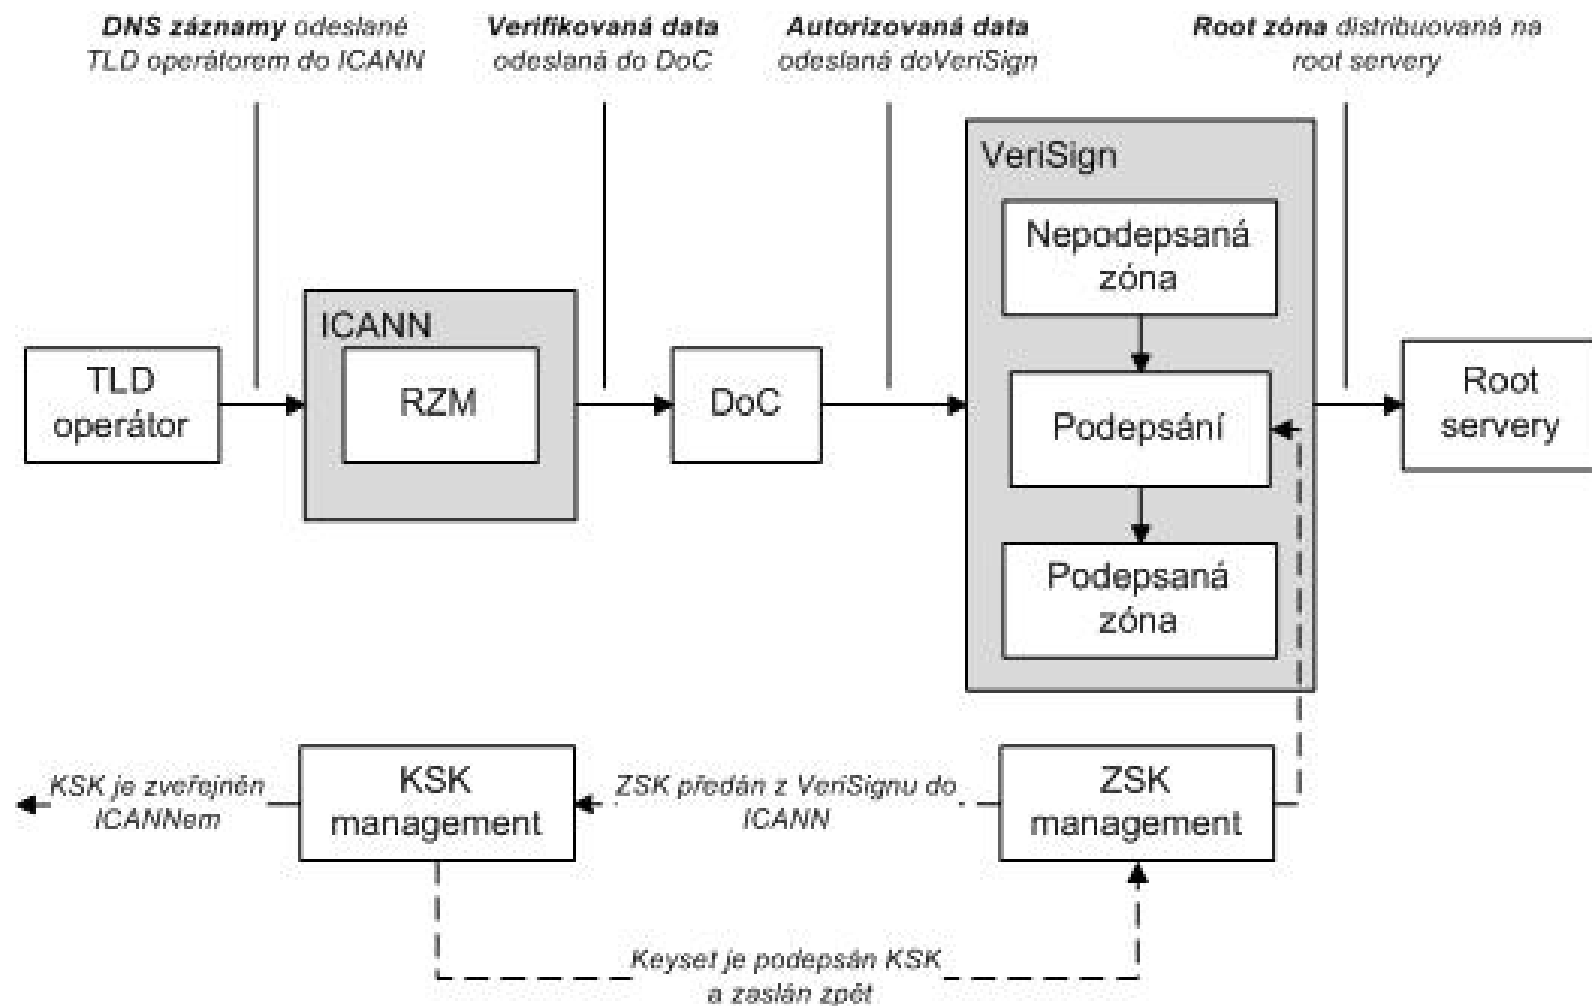 DNS záznamy odeslané
TLD operátorem do ICANN
Verifikovaná data
odeslaná do DoC
Autorizovaná data
odeslaná doVeriSign
Root zóna distribuovaná na
root servery
VeriSign
Nepodepsaná
zóna
ICANN
TLD
operátor
RZM
DoC
Podepsání
Root
servery
Podepsaná
zóna
KSK je zveřejněn
ICANNem
KSK
management
ZSK předán z VeriSignu do
ICANN
ZSK
management
Keyset je podepsán KSK
a zaslán zpět